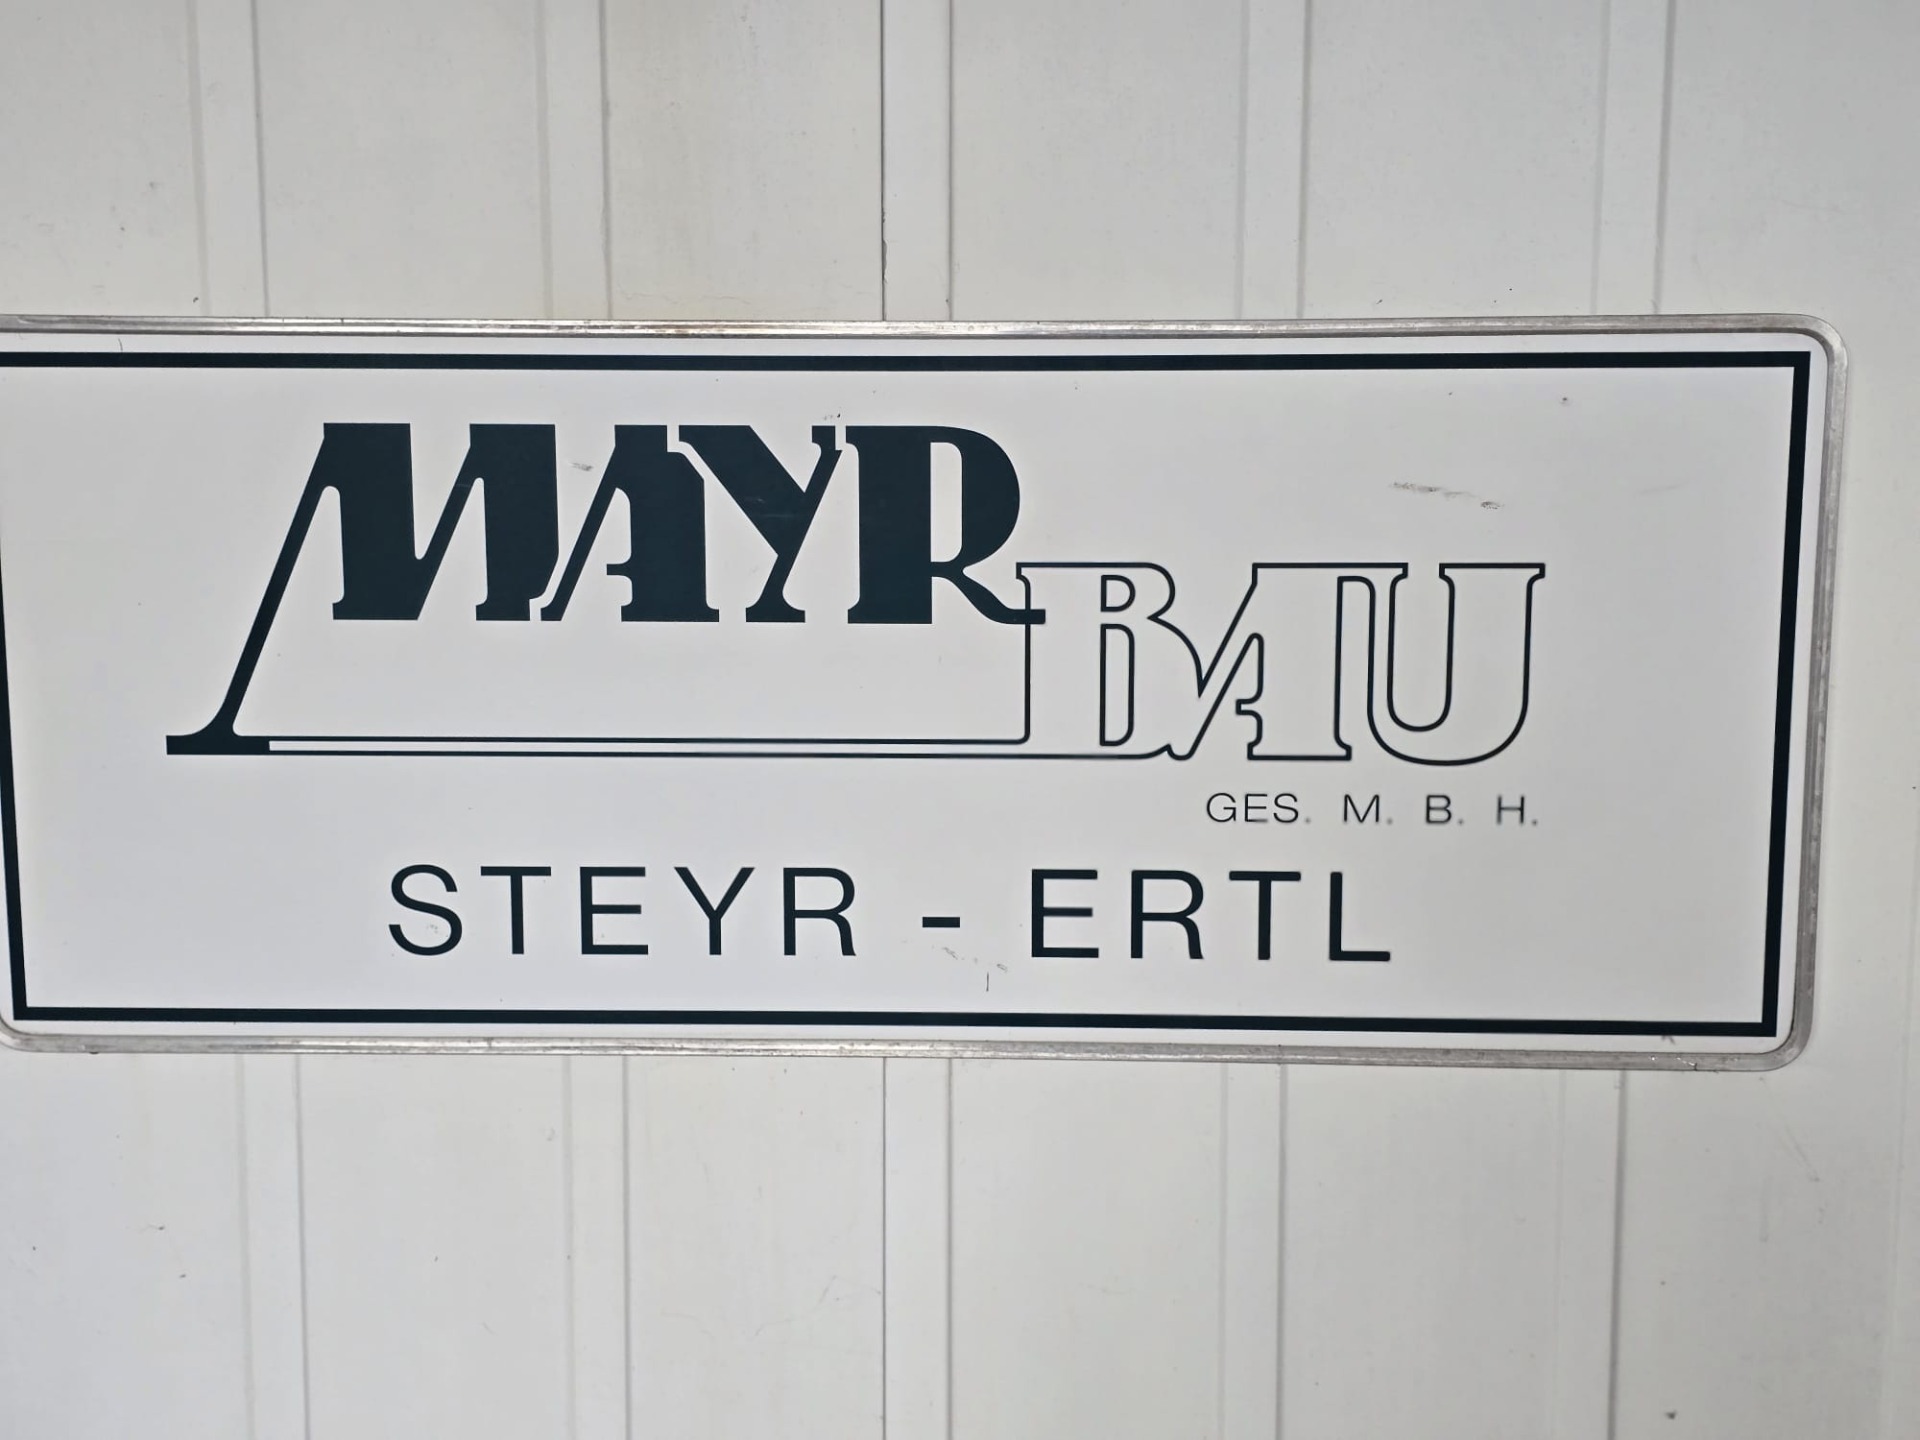 MAYR BAU
GES. M. B. H.
STEYR - ERTL